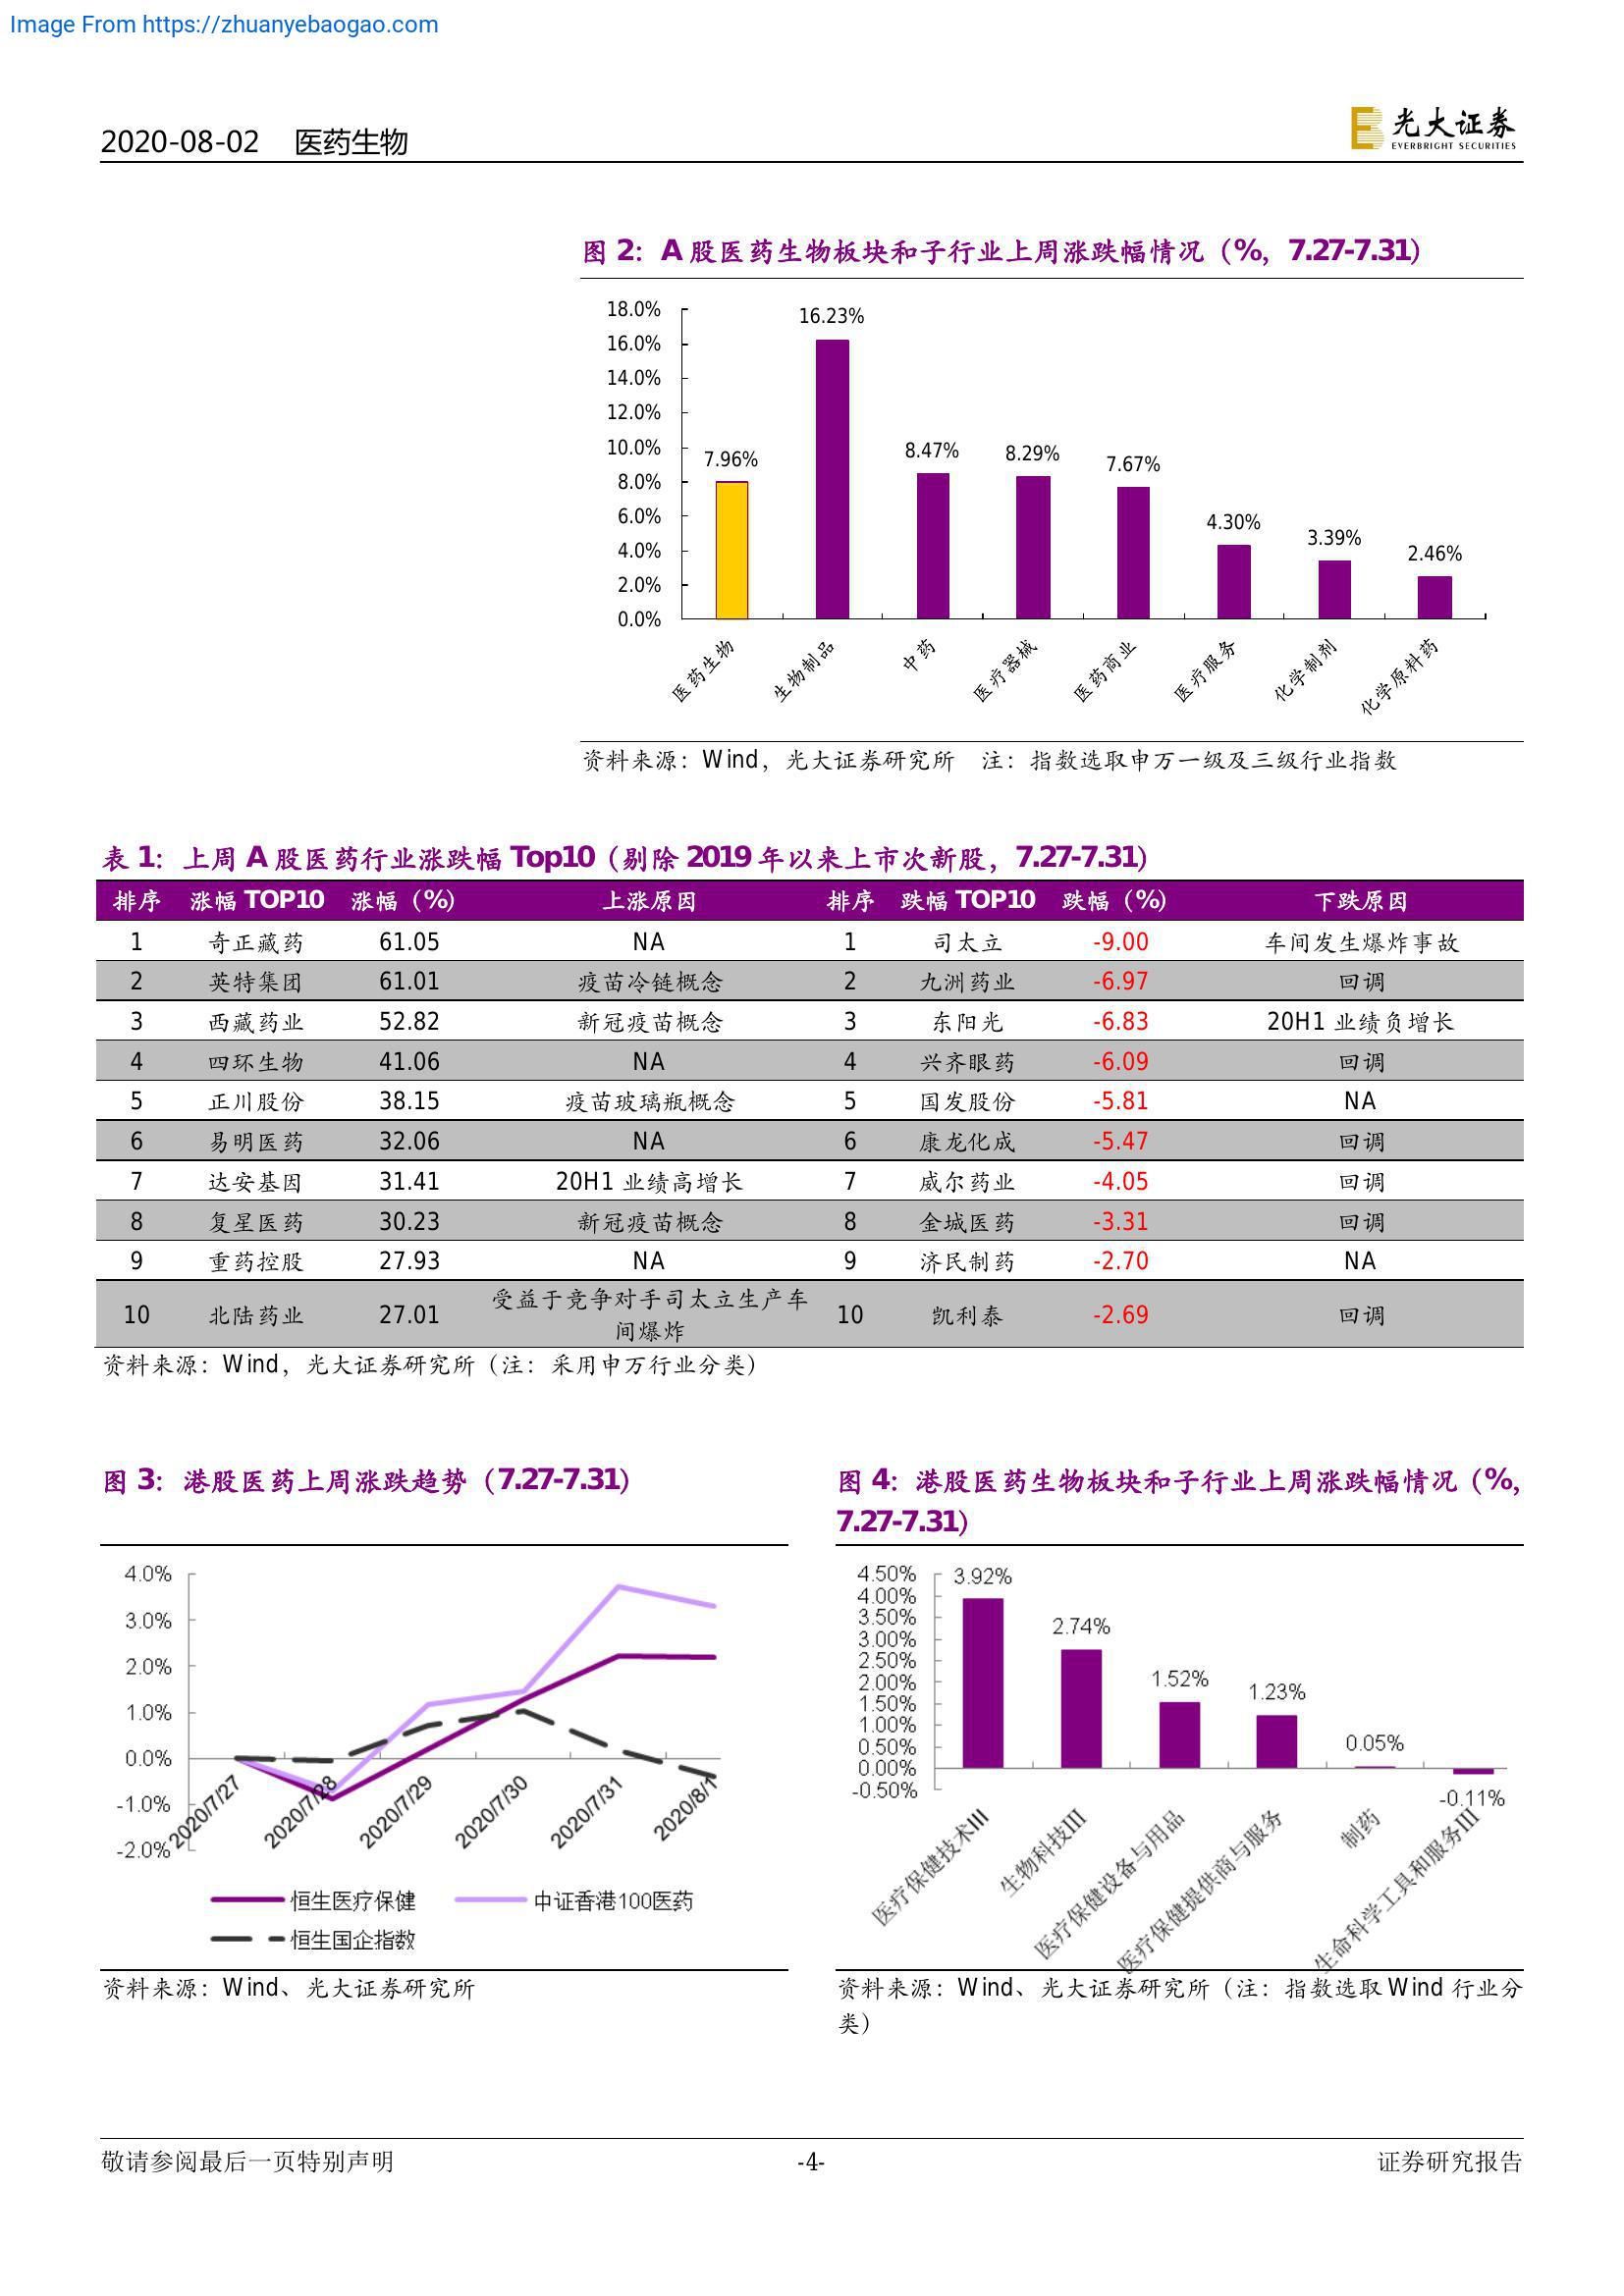 Image From https://zhuanyebaogao.com
2020-08-02 医药生物
光大证券
EVERBRIGHT SECURITIES
图 2：A 股医药生物板块和子行业上周涨跌幅情况（%，7.27-7.31）
18.0%
16.0%
14.0%
12.0%
10.0%
8.0%
6.0%
4.0%
2.0%
0.0%
7.96%
16.23%
8.47%
8.29%
7.67%
4.30%
3.39%
2.46%
医药生物
生物制品
中药
医疗器械
医药商业
医疗服务
化学制剂
化学原料药
资料来源：Wind，光大证券研究所 注：指数选取申万一级及三级行业指数
表 1：上周 A 股医药行业涨跌幅 Top10（剔除 2019 年以来上市次新股，7.27-7.31）
排序 涨幅 TOP10 涨幅（%） 上涨原因 排序 跌幅 TOP10 跌幅（%） 下跌原因
1 奇正藏药 61.05 NA 1 司太立 -9.00 车间发生爆炸事故
2 英特集团 61.01 疫苗冷链概念 2 九洲药业 -6.97 回调
3 西藏药业 52.82 新冠疫苗概念 3 东阳光 -6.83 20H1 业绩负增长
4 四环生物 41.06 NA 4 兴齐眼药 -6.09 回调
5 正川股份 38.15 疫苗玻璃瓶概念 5 国发股份 -5.81 NA
6 易明医药 32.06 NA 6 康龙化成 -5.47 回调
7 达安基因 31.41 20H1 业绩高增长 7 威尔药业 -4.05 回调
8 复星医药 30.23 新冠疫苗概念 8 金城医药 -3.31 回调
9 重药控股 27.93 NA 9 济民制药 -2.70 NA
10 北陆药业 27.01 受益于竞争对手司太立生产车 10 凯利泰 -2.69 回调
间爆炸
资料来源：Wind，光大证券研究所（注：采用申万行业分类）
图 3：港股医药上周涨跌趋势（7.27-7.31）
4.0%
3.0%
2.0%
1.0%
0.0%
-1.0%
-2.0%
2020/7/27
2020/7/28
2020/7/29
2020/7/30
2020/7/31
2020/8/1
恒生医疗保健 中证香港100医药
恒生国企指数
资料来源：Wind、光大证券研究所
图 4：港股医药生物板块和子行业上周涨跌幅情况（%，
7.27-7.31）
4.50%
4.00%
3.50%
3.00%
2.50%
2.00%
1.50%
1.00%
0.50%
0.00%
-0.50%
3.92%
2.74%
1.52%
1.23%
0.05%
-0.11%
医疗保健技术III
生物科技III
医疗保健设备与用品
医疗保健提供商与服务
制药
生命科学工具和服务III
资料来源：Wind、光大证券研究所（注：指数选取 Wind 行业分
类）
敬请参阅最后一页特别声明 -4- 证券研究报告